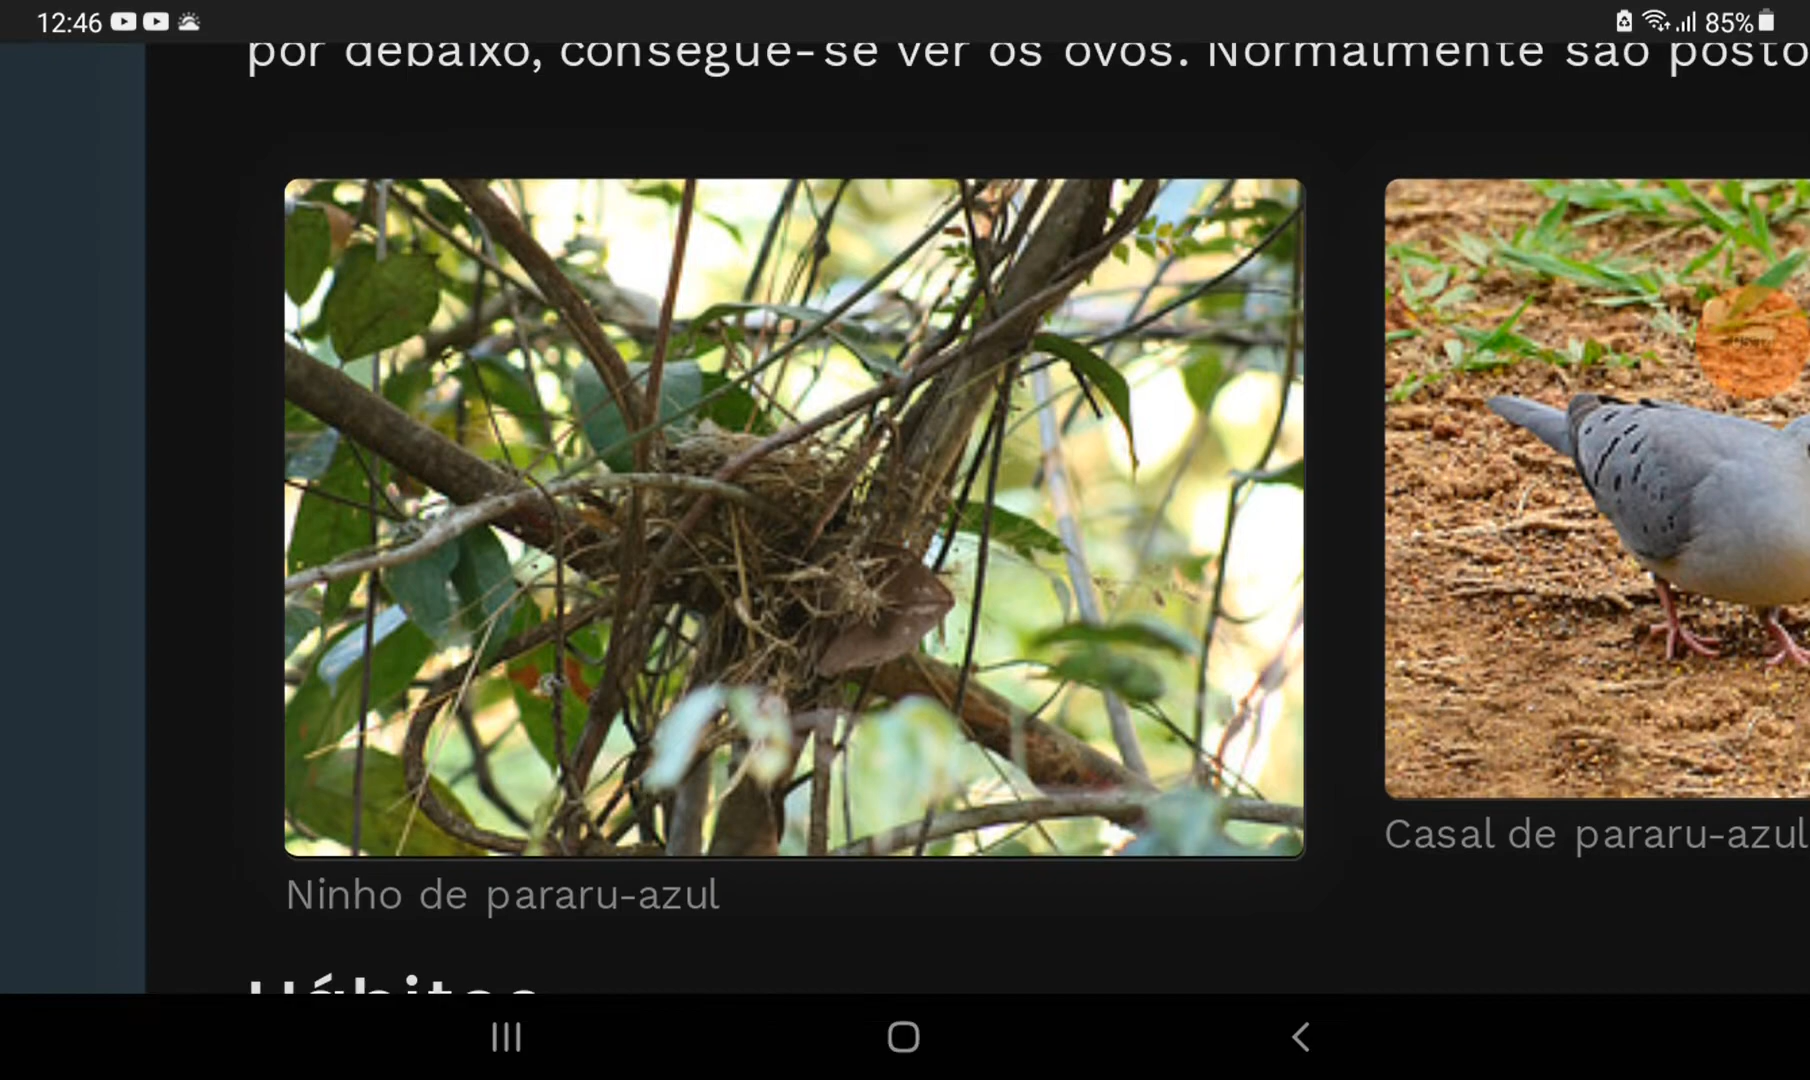 12:46 85%
por debaixo, consegue-se ver os ovos. Normalmente são posto
Ninho de pararu-azul
Casal de pararu-azul
Hábitos